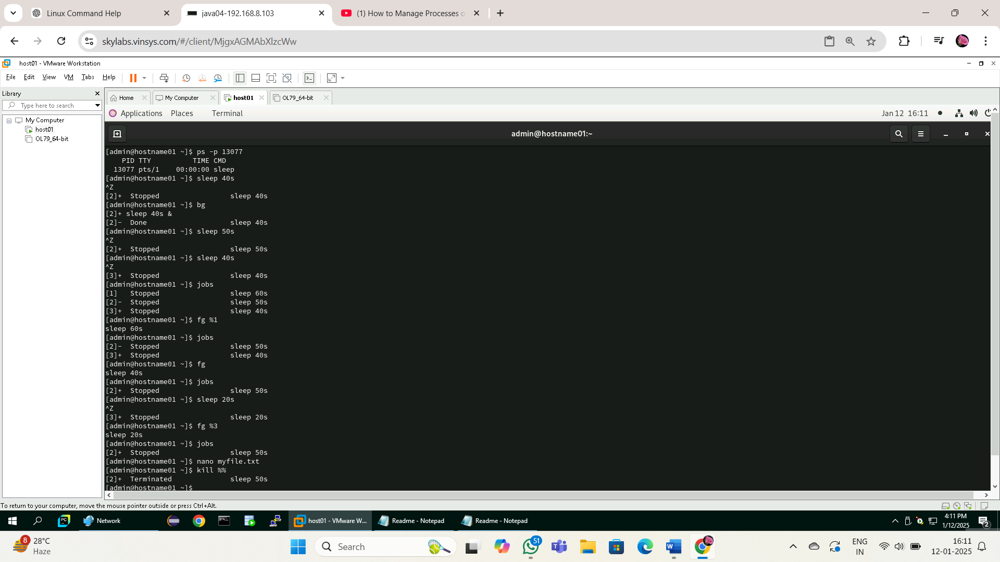 Linux Command Help
java04-192.168.8.103
(1) How to Manage Processes o
skylabs.vinsys.com/#/client/MjgxAGMAbXlzcWw
host01 - VMware Workstation
File Edit View VM Tabs Help
Library
Home
My Computer
host01
OL79_64-bit
Type here to search
My Computer
host01
OL79_64-bit
Applications Places Terminal
Jan 12 16:11
admin@hostname01:~
[admin@hostname01 ~]$ ps -p 13077
PID TTY TIME CMD
13077 pts/1 00:00:00 sleep
[admin@hostname01 ~]$ sleep 40s
^Z
[2]+ Stopped sleep 40s
[admin@hostname01 ~]$ bg
[2]+ sleep 40s &
[2]- Done sleep 40s
[admin@hostname01 ~]$ sleep 50s
^Z
[2]+ Stopped sleep 50s
[admin@hostname01 ~]$ sleep 40s
^Z
[3]+ Stopped sleep 40s
[admin@hostname01 ~]$ jobs
[1] Stopped sleep 60s
[2]- Stopped sleep 50s
[3]+ Stopped sleep 40s
[admin@hostname01 ~]$ fg %1
sleep 60s
[admin@hostname01 ~]$ jobs
[2]- Stopped sleep 50s
[3]+ Stopped sleep 40s
[admin@hostname01 ~]$ fg
sleep 40s
[admin@hostname01 ~]$ jobs
[2]+ Stopped sleep 50s
[admin@hostname01 ~]$ sleep 20s
^Z
[3]+ Stopped sleep 20s
[admin@hostname01 ~]$ fg %3
sleep 20s
[admin@hostname01 ~]$ jobs
[2]+ Stopped sleep 50s
[admin@hostname01 ~]$ nano myfile.txt
[admin@hostname01 ~]$ kill %%
[2]+ Terminated sleep 50s
[admin@hostname01 ~]$
To return to your computer, move the mouse pointer outside or press Ctrl+Alt.
Network
host01 - VMware W...
Readme - Notepad
Readme - Notepad
4:11 PM
1/12/2025
2
8
28°C
Haze
Search
51
ENG
IN
16:11
12-01-2025